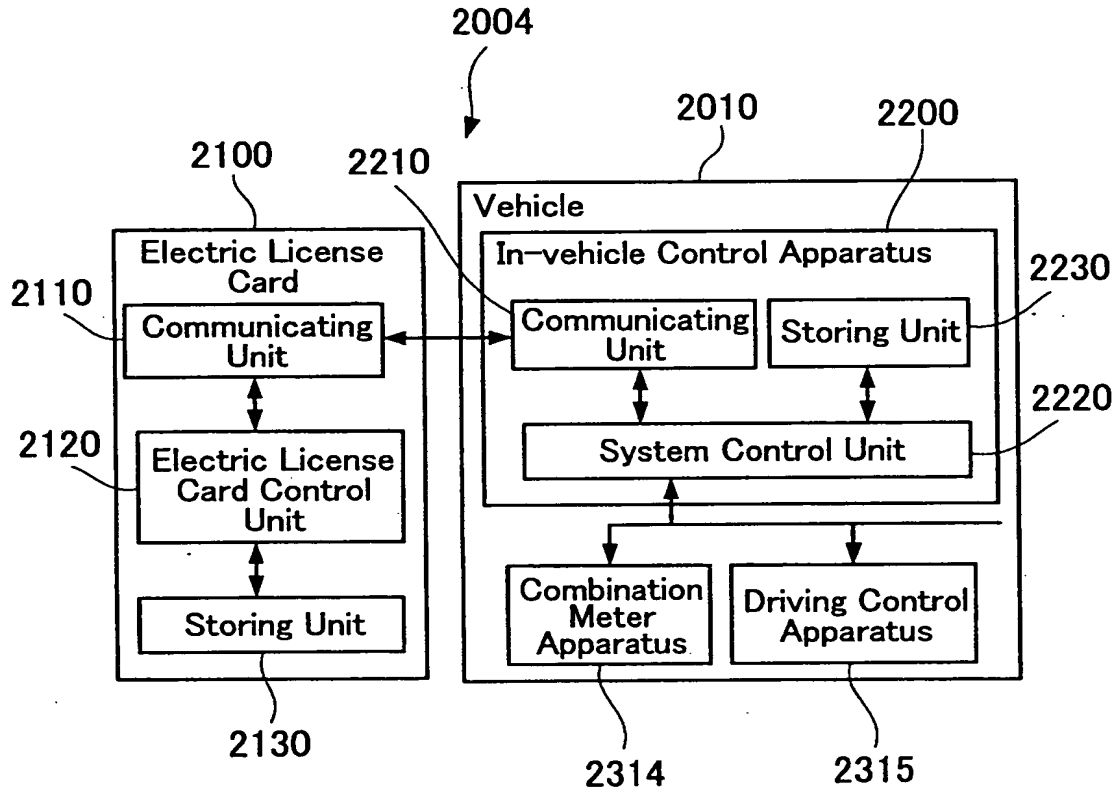 2004
2010
2200
2100
2210
Vehicle
Electric License
Card
In-vehicle Control Apparatus
2230
2110
Communicating
Unit
Communicating
Unit
Storing Unit
2220
2120
Electric License
Card Control
Unit
System Control Unit
Storing Unit
Combination
Meter
Apparatus
Driving Control
Apparatus
2130
2314
2315